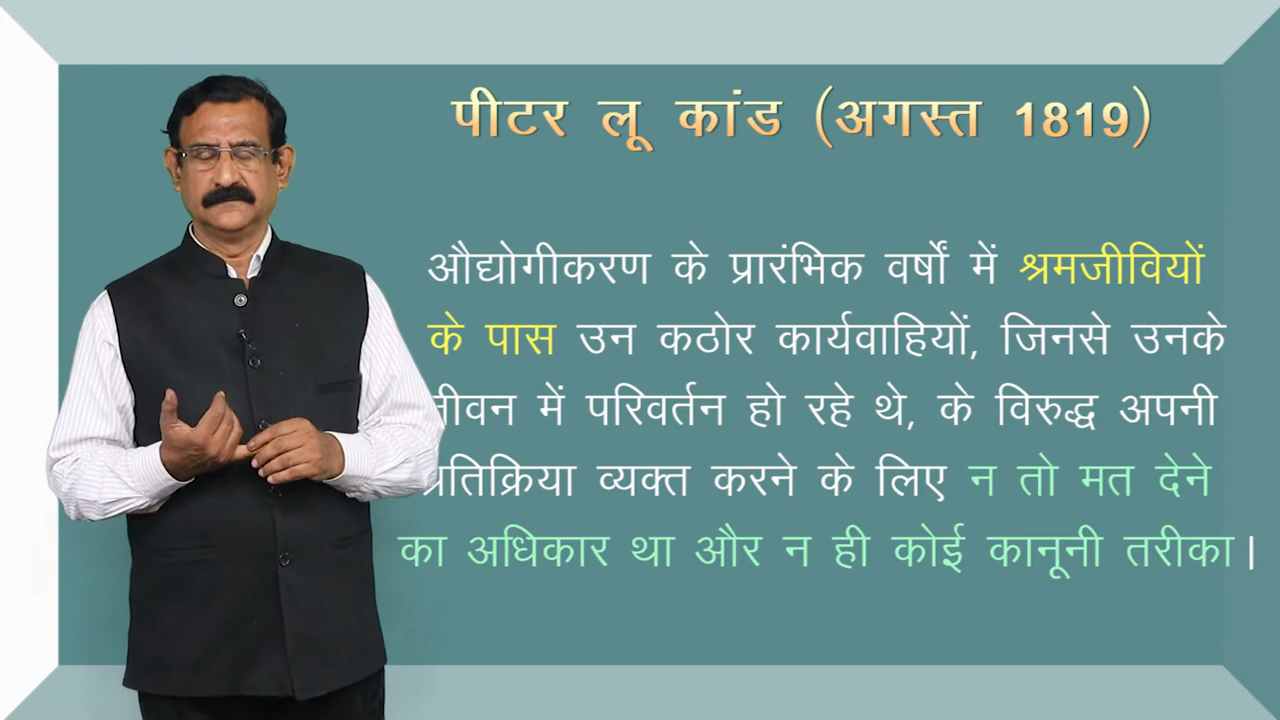 पीटर लू कांड (अगस्त 1819)
औद्योगीकरण के प्रारंभिक वर्षों में श्रमजीवियों
के पास उन कठोर कार्यवाहियों, जिनसे उनके
में परिवर्तन हो रहे थे, के विरुद्ध अपनी
व्यक्त करने के लिए न तो मत देने
का अधिकार था और न ही कोई कानूनी तरीका।